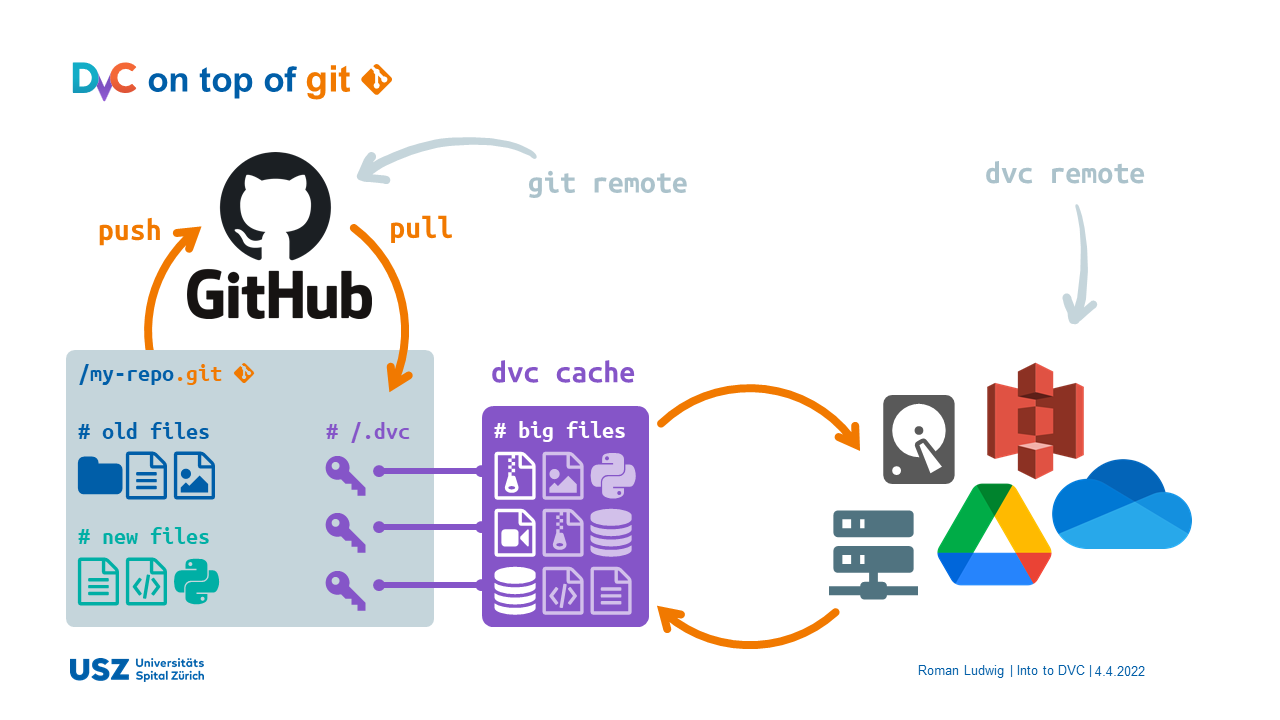 DVC on top of git
git remote
dvc remote
push
pull
GitHub
/my-repo.git
dvc cache
# old files
# /.dvc
# big files
# new files
USZ Universitäts
Spital Zürich
Roman Ludwig | Into to DVC | 4.4.2022